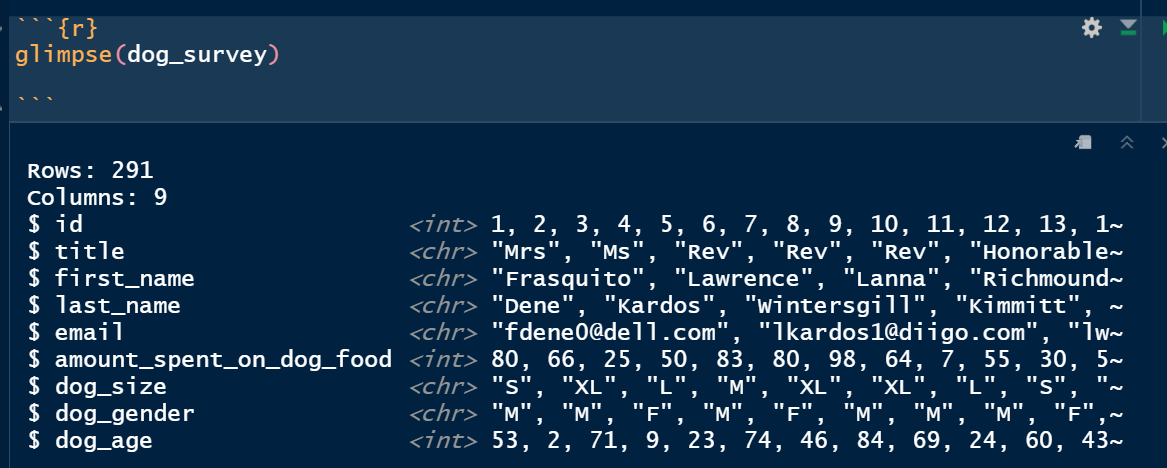 ```{r}
glimpse(dog_survey)
```
Rows: 291
Columns: 9
$ id <int> 1, 2, 3, 4, 5, 6, 7, 8, 9, 10, 11, 12, 13, 1~
$ title <chr> "Mrs", "Ms", "Rev", "Rev", "Rev", "Honorable~
$ first_name <chr> "Frasquito", "Lawrence", "Lanna", "Richmound~
$ last_name <chr> "Dene", "Kardos", "Wintersgill", "Kimmitt", ~
$ email <chr> "fdene0@dell.com", "lkardos1@diigo.com", "lw~
$ amount_spent_on_dog_food <int> 80, 66, 25, 50, 83, 80, 98, 64, 7, 55, 30, 5~
$ dog_size <chr> "S", "XL", "L", "M", "XL", "XL", "L", "S", "~
$ dog_gender <chr> "M", "M", "F", "M", "F", "M", "M", "M", "F",~
$ dog_age <int> 53, 2, 71, 9, 23, 74, 46, 84, 69, 24, 60, 43~